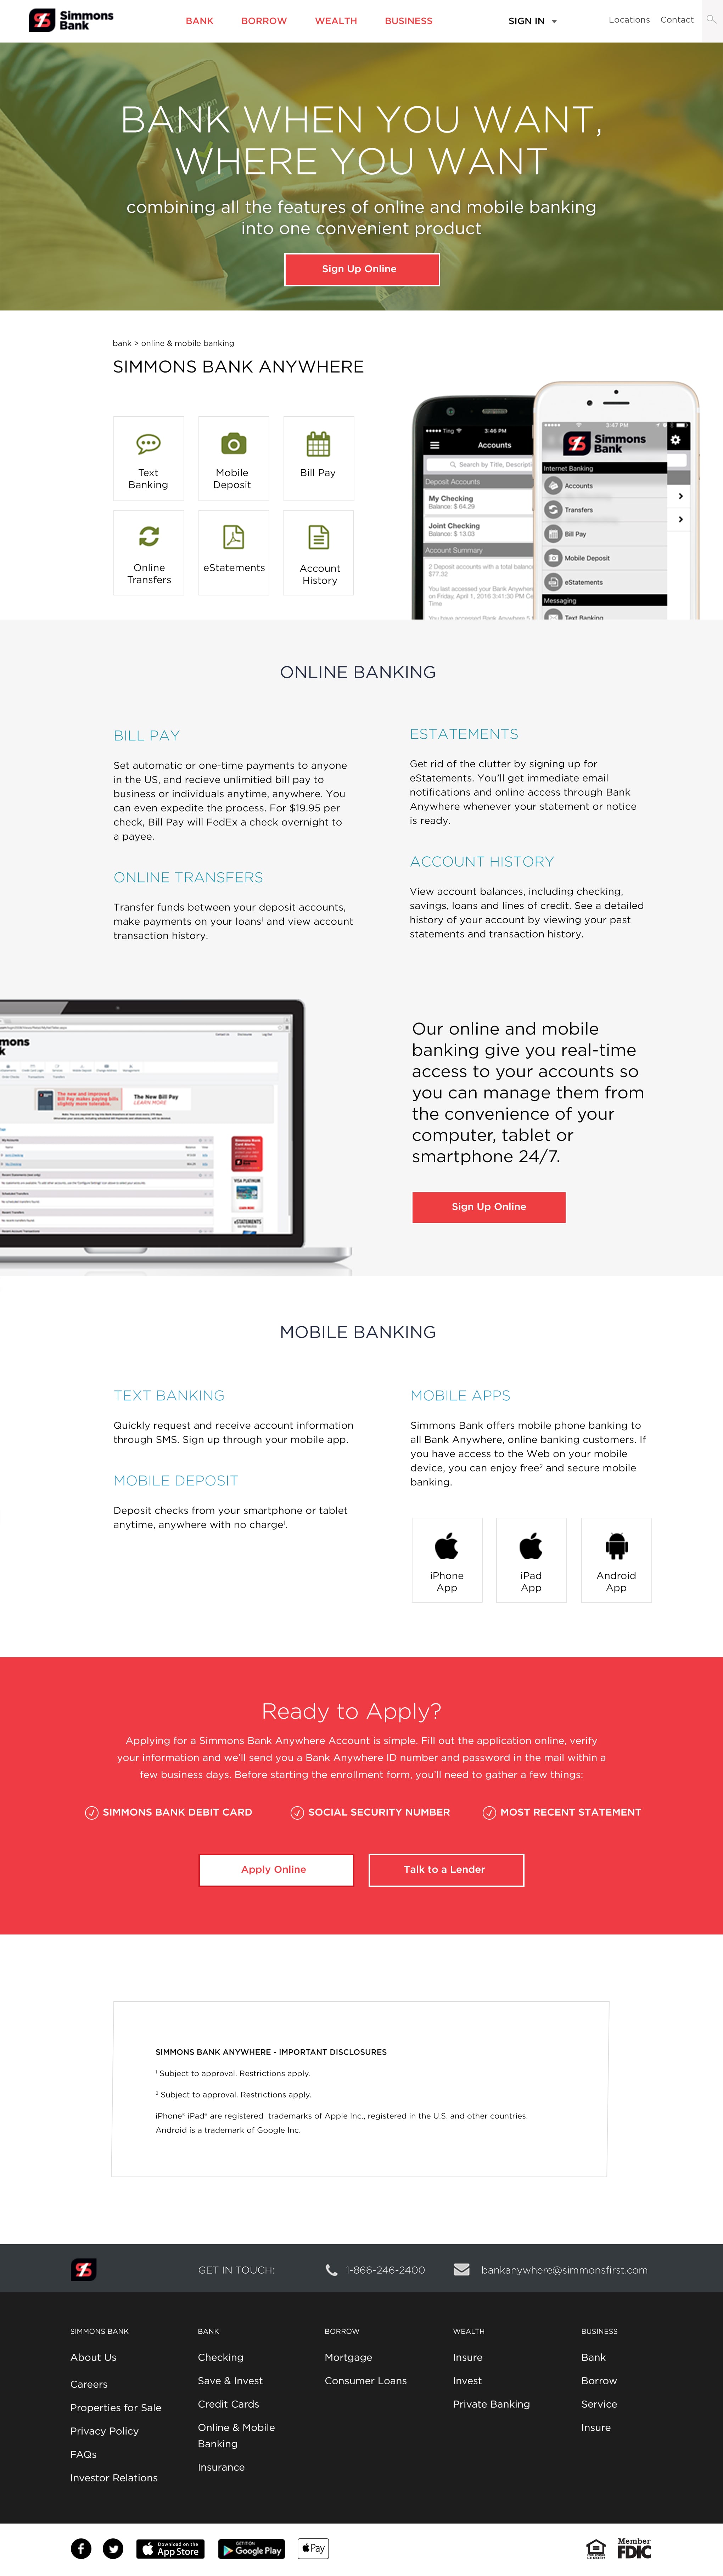 Simmons
Bank
BANK BORROW WEALTH BUSINESS SIGN IN Locations Contact
Transaction
BANK WHEN YOU WANT,
WHERE YOU WANT
combining all the features of online and mobile banking
into one convenient product
Sign Up Online
bank > online & mobile banking
SIMMONS BANK ANYWHERE
Text
Banking
Mobile
Deposit
Bill Pay
Online
Transfers
eStatements
Account
History
Ting 3:46 PM
Accounts
Search by Title, Descripti
Deposit Accounts
My Checking
Balance: $ 64.29
Joint Checking
Balance: $ 13.03
Account Summary
2 Deposit accounts with a total balanc
$77.32
You last accessed your Bank Anywhere
on Friday, April 1, 2016 3:41:30 PM Ce
Time
You have accessed Bank Anywhere 5
3:47 PM
Simmons
Bank
Internet Banking
Accounts
Transfers
Bill Pay
Mobile Deposit
eStatements
Messaging
Text Banking
ONLINE BANKING
BILL PAY
Set automatic or one-time payments to anyone
in the US, and recieve unlimitied bill pay to
business or individuals anytime, anywhere. You
can even expedite the process. For $19.95 per
check, Bill Pay will FedEx a check overnight to
a payee.
ESTATEMENTS
Get rid of the clutter by signing up for
eStatements. You'll get immediate email
notifications and online access through Bank
Anywhere whenever your statement or notice
is ready.
ONLINE TRANSFERS
Transfer funds between your deposit accounts,
make payments on your loans¹ and view account
transaction history.
ACCOUNT HISTORY
View account balances, including checking,
savings, loans and lines of credit. See a detailed
history of your account by viewing your past
statements and transaction history.
mons
nk
The new and improved
Bill Pay makes paying bills
slightly more tolerable.
The New Bill Pay
LEARN MORE
VISA PLATINUM
eSTATEMENTS
Our online and mobile
banking give you real-time
access to your accounts so
you can manage them from
the convenience of your
computer, tablet or
smartphone 24/7.
Sign Up Online
MOBILE BANKING
TEXT BANKING
Quickly request and receive account information
through SMS. Sign up through your mobile app.
MOBILE DEPOSIT
Deposit checks from your smartphone or tablet
anytime, anywhere with no charge¹.
MOBILE APPS
Simmons Bank offers mobile phone banking to
all Bank Anywhere, online banking customers. If
you have access to the Web on your mobile
device, you can enjoy free² and secure mobile
banking.
iPhone
App
iPad
App
Android
App
Ready to Apply?
Applying for a Simmons Bank Anywhere Account is simple. Fill out the application online, verify
your information and we'll send you a Bank Anywhere ID number and password in the mail within a
few business days. Before starting the enrollment form, you'll need to gather a few things:
SIMMONS BANK DEBIT CARD SOCIAL SECURITY NUMBER MOST RECENT STATEMENT
Apply Online Talk to a Lender
SIMMONS BANK ANYWHERE - IMPORTANT DISCLOSURES
¹ Subject to approval. Restrictions apply.
² Subject to approval. Restrictions apply.
iPhone® iPad® are registered trademarks of Apple Inc., registered in the U.S. and other countries.
Android is a trademark of Google Inc.
GET IN TOUCH: 1-866-246-2400 bankanywhere@simmonsfirst.com
SIMMONS BANK
About Us
Careers
Properties for Sale
Privacy Policy
FAQs
Investor Relations
BANK
Checking
Save & Invest
Credit Cards
Online & Mobile
Banking
Insurance
BORROW
Mortgage
Consumer Loans
WEALTH
Insure
Invest
Private Banking
BUSINESS
Bank
Borrow
Service
Insure
Download on the
App Store
GET IT ON
Google Play
Pay
Member
FDIC